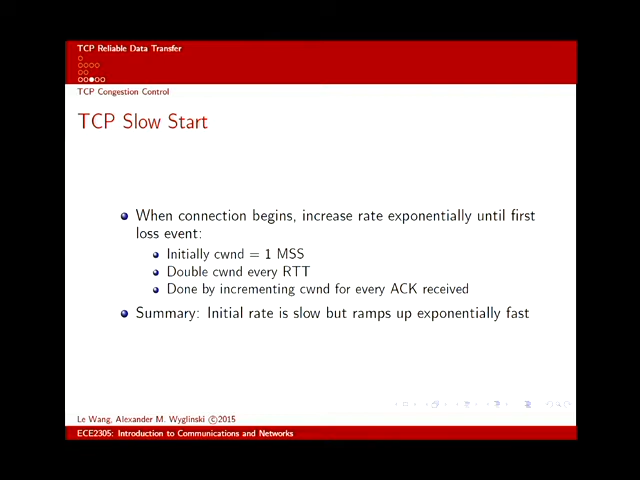 TCP Reliable Data Transfer
TCP Congestion Control
TCP Slow Start
When connection begins, increase rate exponentially until first
loss event:
Initially cwnd = 1 MSS
Double cwnd every RTT
Done by incrementing cwnd for every ACK received
Summary: Initial rate is slow but ramps up exponentially fast
Le Wang, Alexander M. Wyglinski ©2015
ECE2305: Introduction to Communications and Networks